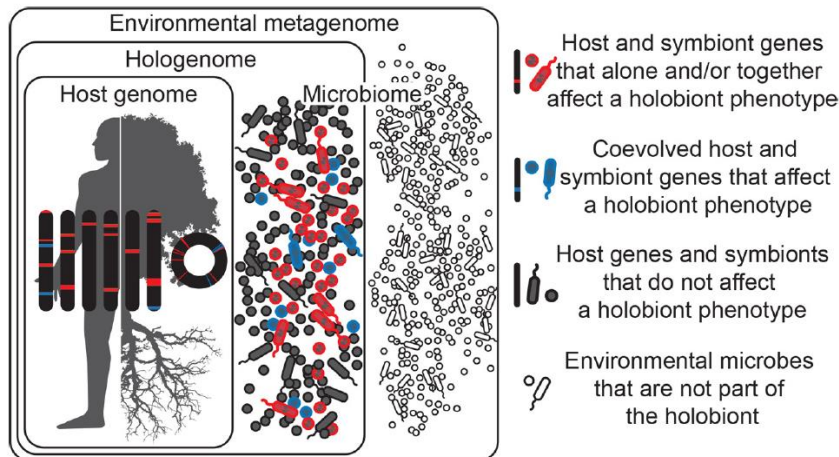 Environmental metagenome
Hologenome
Host genome
Microbiome
Host and symbiont genes
that alone and/or together
affect a holobiont phenotype
Coevolved host and
symbiont genes that affect
a holobiont phenotype
Host genes and symbionts
that do not affect
a holobiont phenotype
Environmental microbes
that are not part of
the holobiont